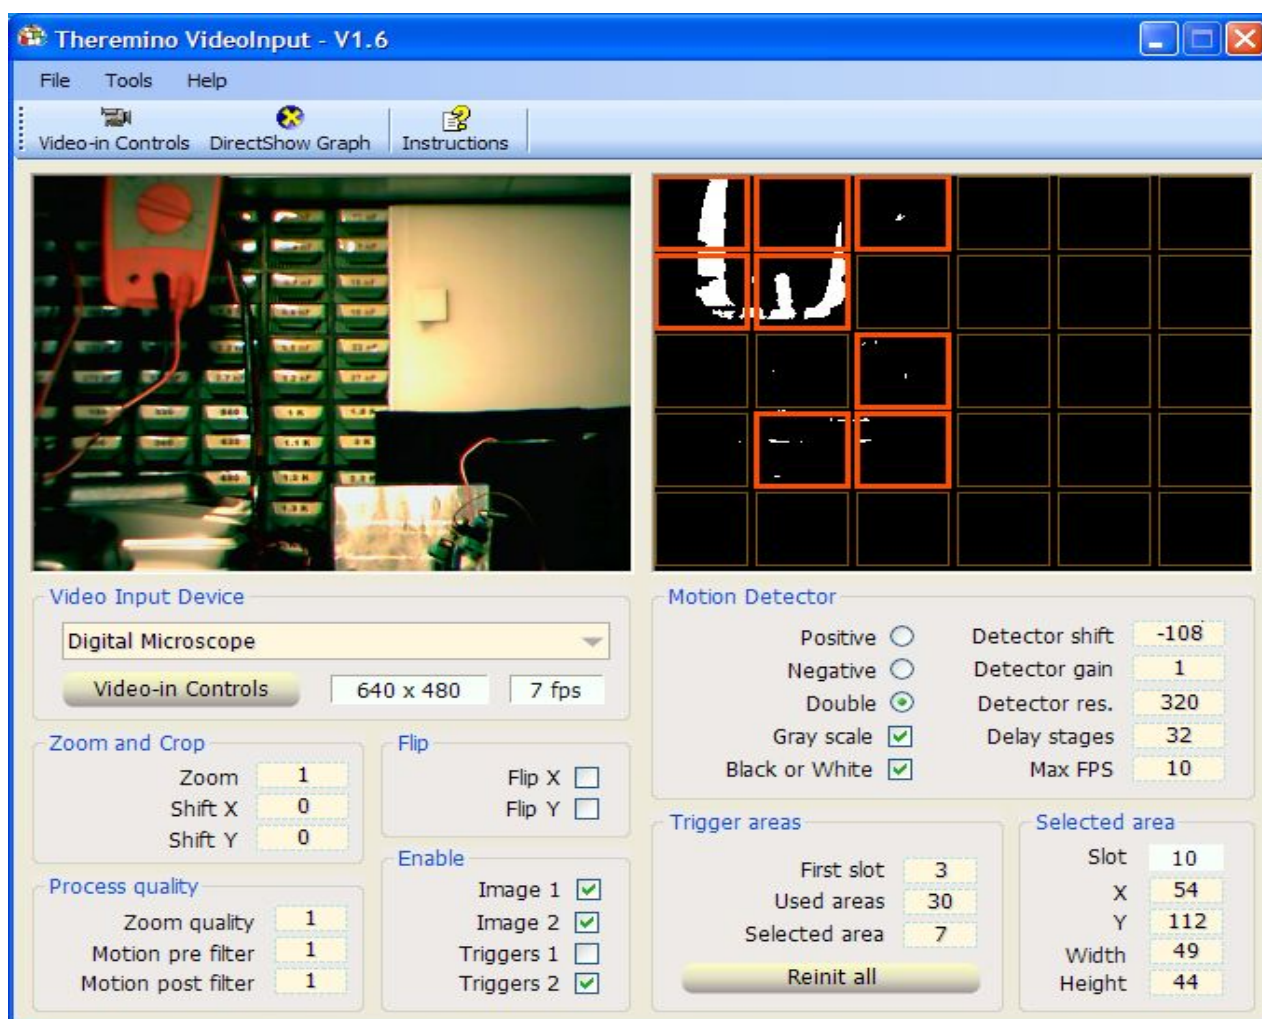 Theremino VideoInput - V1.6
File Tools Help
Video-in Controls DirectShow Graph Instructions
1 K
1.1 K
Video Input Device
Digital Microscope
Video-in Controls 640 x 480 7 fps
Zoom and Crop
Zoom 1
Shift X 0
Shift Y 0
Process quality
Zoom quality 1
Motion pre filter 1
Motion post filter 1
Flip
Flip X
Flip Y
Enable
Image 1
Image 2
Triggers 1
Triggers 2
Motion Detector
Positive
Negative
Double
Gray scale
Black or White
Detector shift -108
Detector gain 1
Detector res. 320
Delay stages 32
Max FPS 10
Trigger areas
First slot 3
Used areas 30
Selected area 7
Reinit all
Selected area
Slot 10
X 54
Y 112
Width 49
Height 44